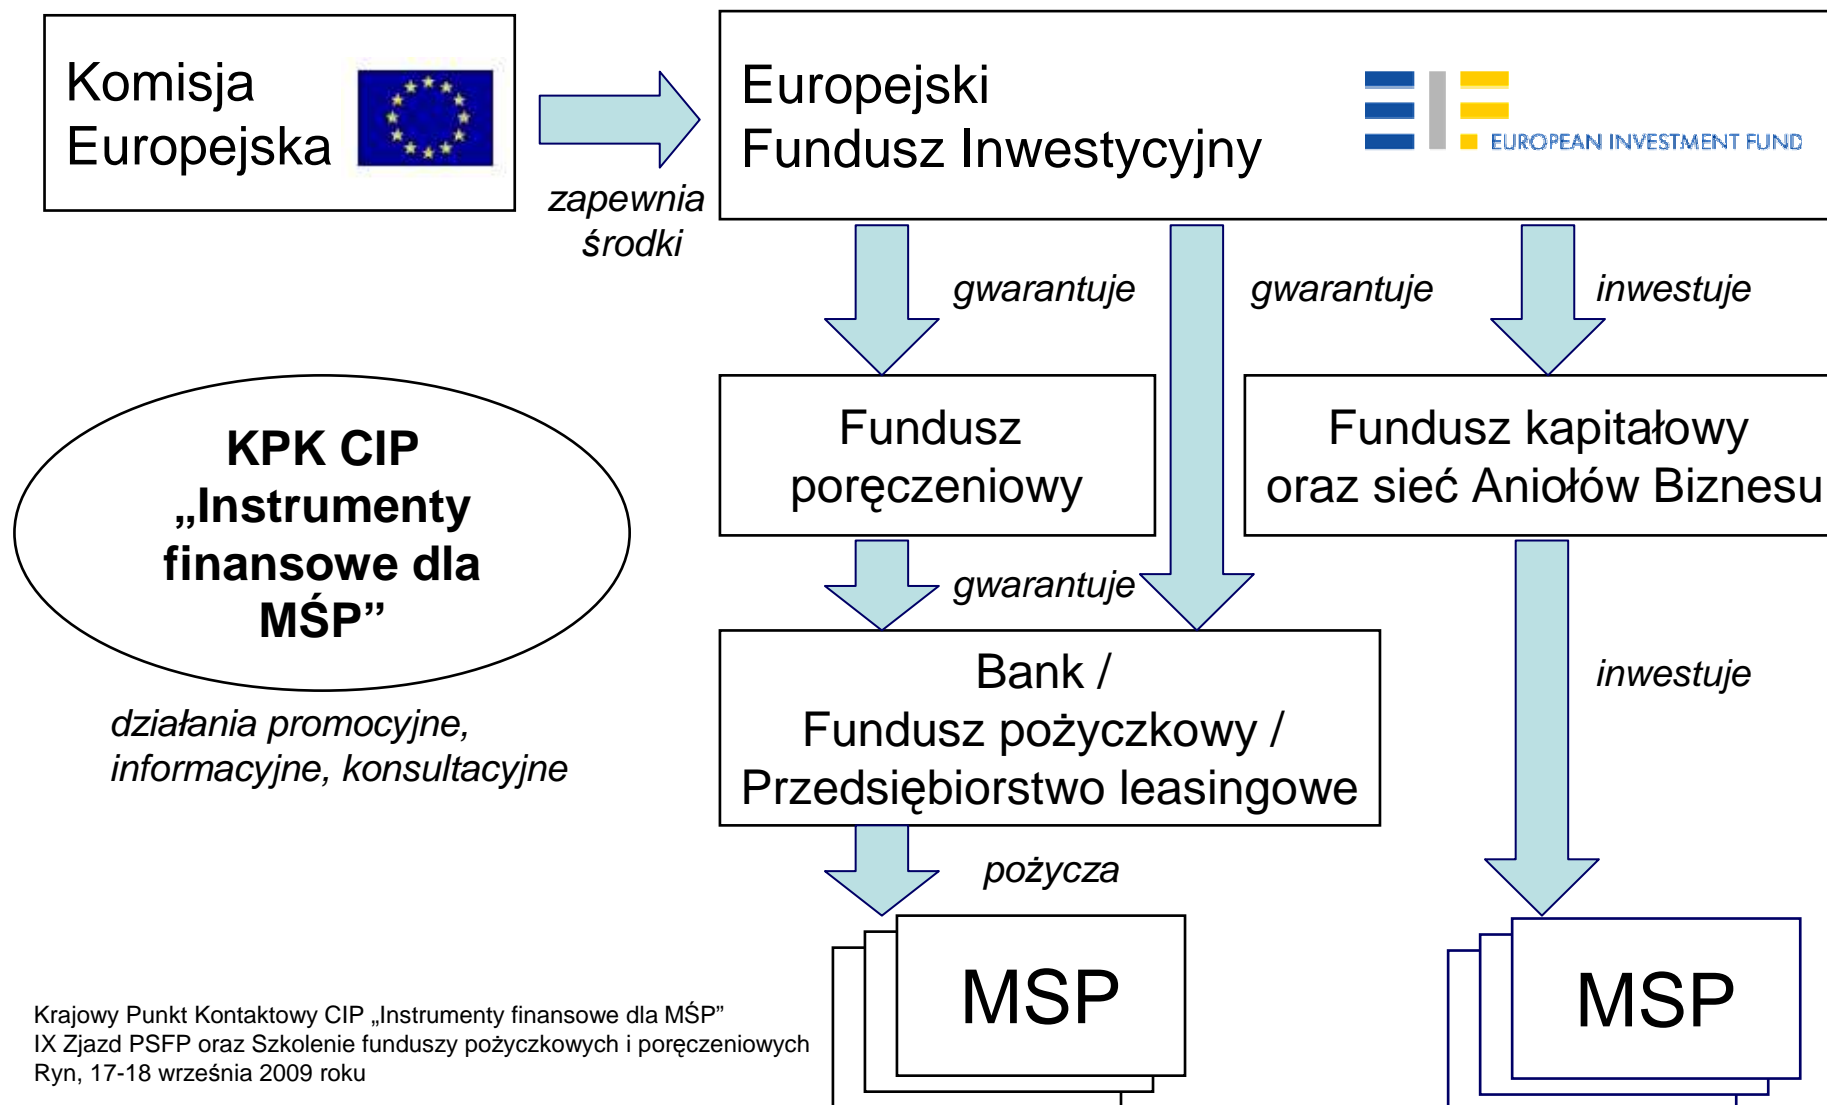 Komisja
Europejska
zapewnia
środki
Europejski
Fundusz Inwestycyjny
EUROPEAN INVESTMENT FUND
gwarantuje
gwarantuje
inwestuje
KPK CIP
„Instrumenty
finansowe dla
MŚP”
działania promocyjne,
informacyjne, konsultacyjne
Fundusz
poręczeniowy
Fundusz kapitałowy
oraz sieć Aniołów Biznesu
gwarantuje
Bank /
Fundusz pożyczkowy /
Przedsiębiorstwo leasingowe
inwestuje
pożycza
MSP
MSP
Krajowy Punkt Kontaktowy CIP „Instrumenty finansowe dla MŚP”
IX Zjazd PSFP oraz Szkolenie funduszy pożyczkowych i poręczeniowych
Ryn, 17-18 września 2009 roku